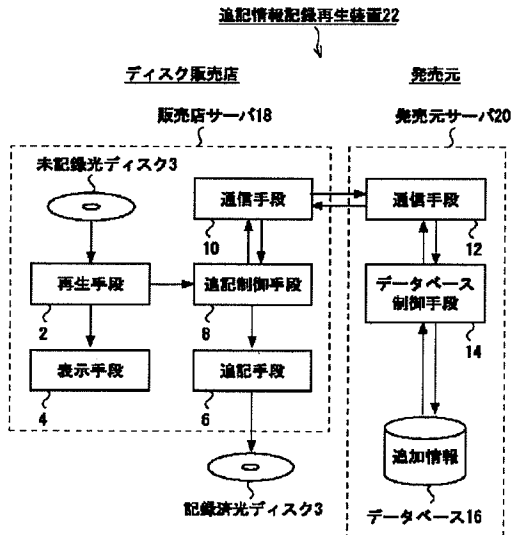 追記情報記録再生装置22
ディスク販売店
発売元
販売店サーバ18
発売元サーバ20
未記録光ディスク3
通信手段
10
通信手段
12
再生手段
2
追記制御手段
8
データベース
制御手段
14
表示手段
4
追記手段
6
追加情報
記録済光ディスク3
データベース16